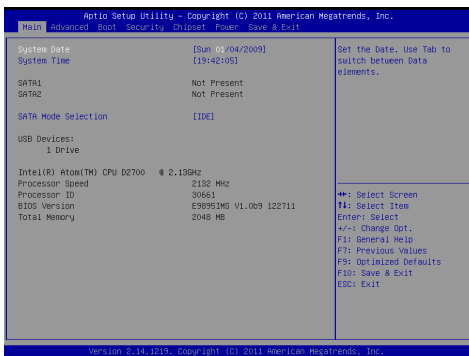 Aptio Setup Utility – Copyright (C) 2011 American Megatrends, Inc.
Main Advanced Boot Security Chipset Power Save & Exit
System Date [Sun 01/04/2009]
System Time [19:42:05]
SATA1 Not Present
SATA2 Not Present
SATA Mode Selection [IDE]
USB Devices:
1 Drive
Intel(R) Atom(TM) CPU D2700 @ 2.13GHz
Processor Speed 2132 MHz
Processor ID 30661
BIOS Version E9895IMS V1.0b9 122711
Total Memory 2048 MB
Set the Date. Use Tab to
switch between Data
elements.
→←: Select Screen
↑↓: Select Item
Enter: Select
+/-: Change Opt.
F1: General Help
F7: Previous Values
F9: Optimized Defaults
F10: Save & Exit
ESC: Exit
Version 2.14.1219. Copyright (C) 2011 American Megatrends, Inc.